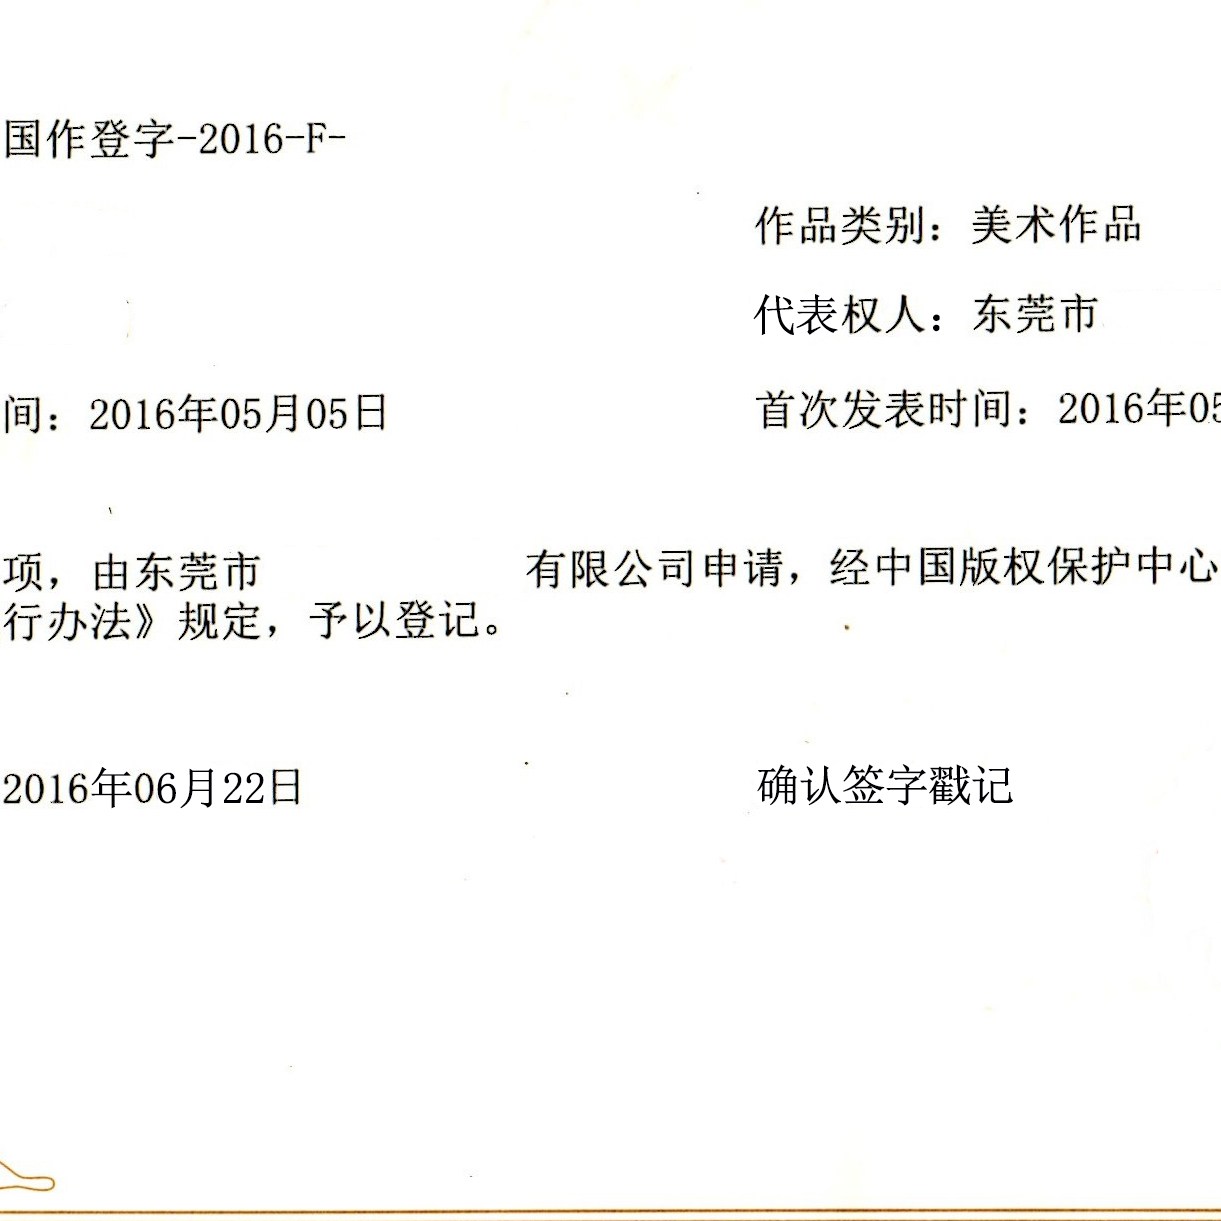 国作登字-2016-F-
作品类别：美术作品
代表权人：东莞市
间：2016年05月05日 首次发表时间：2016年05
项，由东莞市 有限公司申请，经中国版权保护中心
行办法》规定，予以登记。
2016年06月22日 确认签字戳记